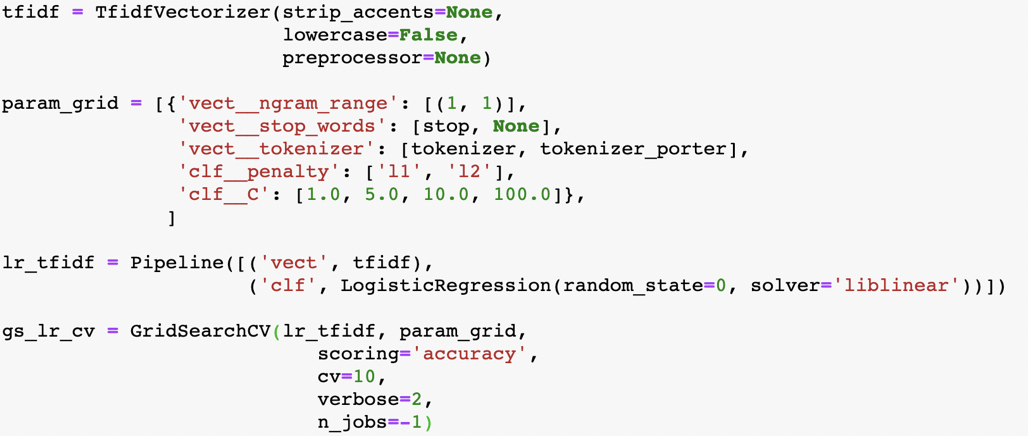 tfidf = TfidfVectorizer(strip_accents=None,
                        lowercase=False,
                        preprocessor=None)

param_grid = [{'vect__ngram_range': [(1, 1)],
               'vect__stop_words': [stop, None],
               'vect__tokenizer': [tokenizer, tokenizer_porter],
               'clf__penalty': ['l1', 'l2'],
               'clf__C': [1.0, 5.0, 10.0, 100.0]},
              ]

lr_tfidf = Pipeline([('vect', tfidf),
                     ('clf', LogisticRegression(random_state=0, solver='liblinear'))])

gs_lr_cv = GridSearchCV(lr_tfidf, param_grid,
                           scoring='accuracy',
                           cv=10,
                           verbose=2,
                           n_jobs=-1)